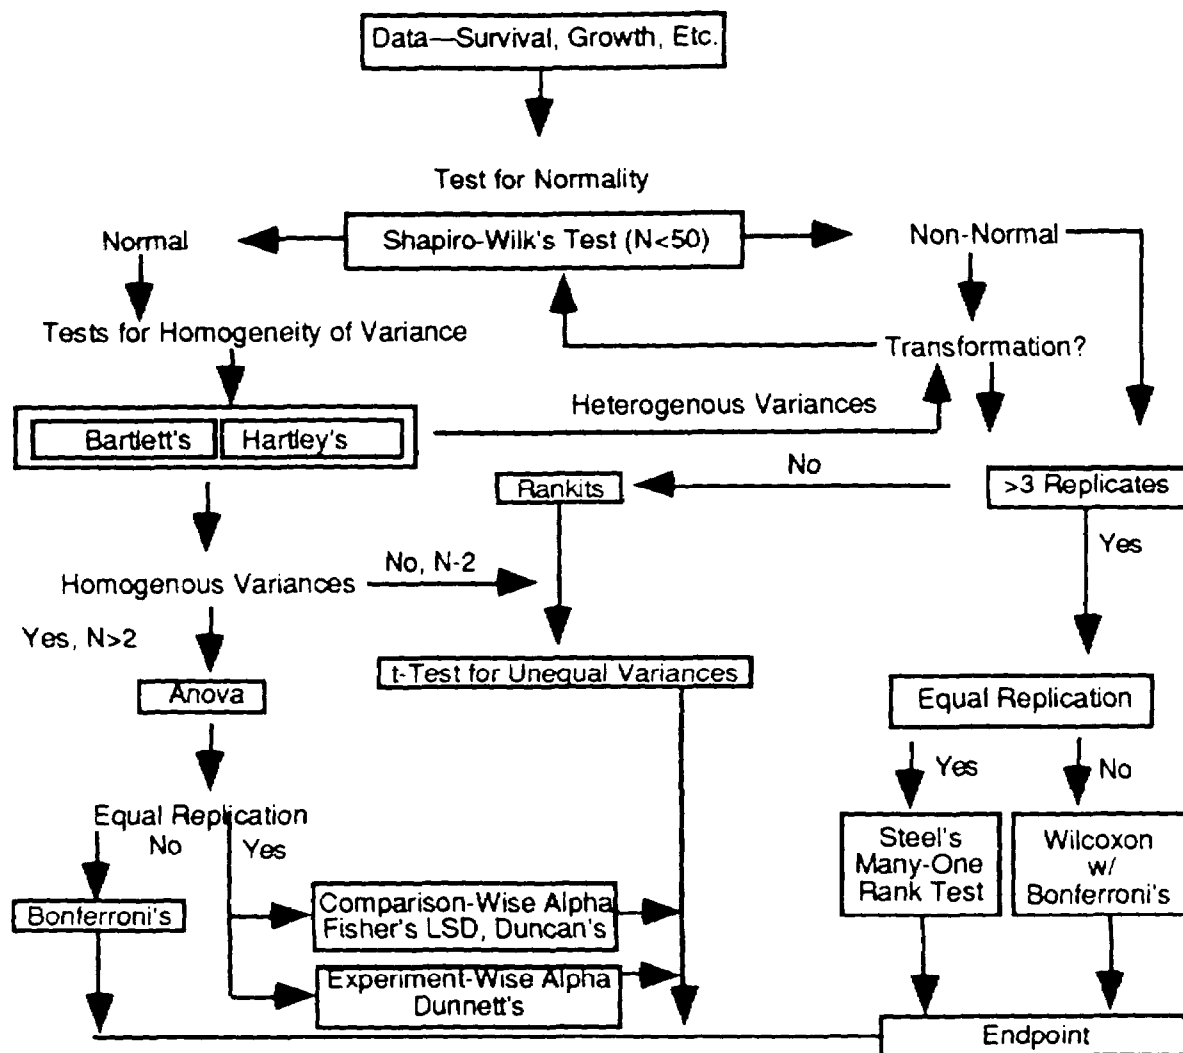 Data—Survival, Growth, Etc.
Test for Normality
Normal
Shapiro-Wilk's Test (N<50)
Non-Normal
Tests for Homogeneity of Variance
Transformation?
Heterogenous Variances
Bartlett's
Hartley's
No
Rankits
>3 Replicates
Yes
Homogenous Variances
No, N-2
Yes, N>2
t-Test for Unequal Variances
Anova
Equal Replication
Yes
No
Equal Replication
No
Yes
Steel's
Many-One
Rank Test
Wilcoxon
w/
Bonferroni's
Bonferroni's
Comparison-Wise Alpha
Fisher's LSD, Duncan's
Experiment-Wise Alpha
Dunnett's
Endpoint